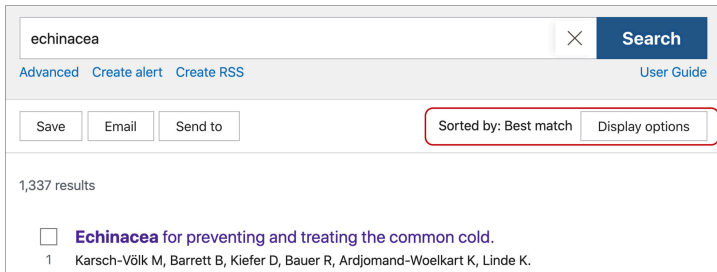 echinacea Search
Advanced Create alert Create RSS User Guide
Save Email Send to Sorted by: Best match Display options
1,337 results
Echinacea for preventing and treating the common cold.
1 Karsch-Völk M, Barrett B, Kiefer D, Bauer R, Ardjomand-Woelkart K, Linde K.